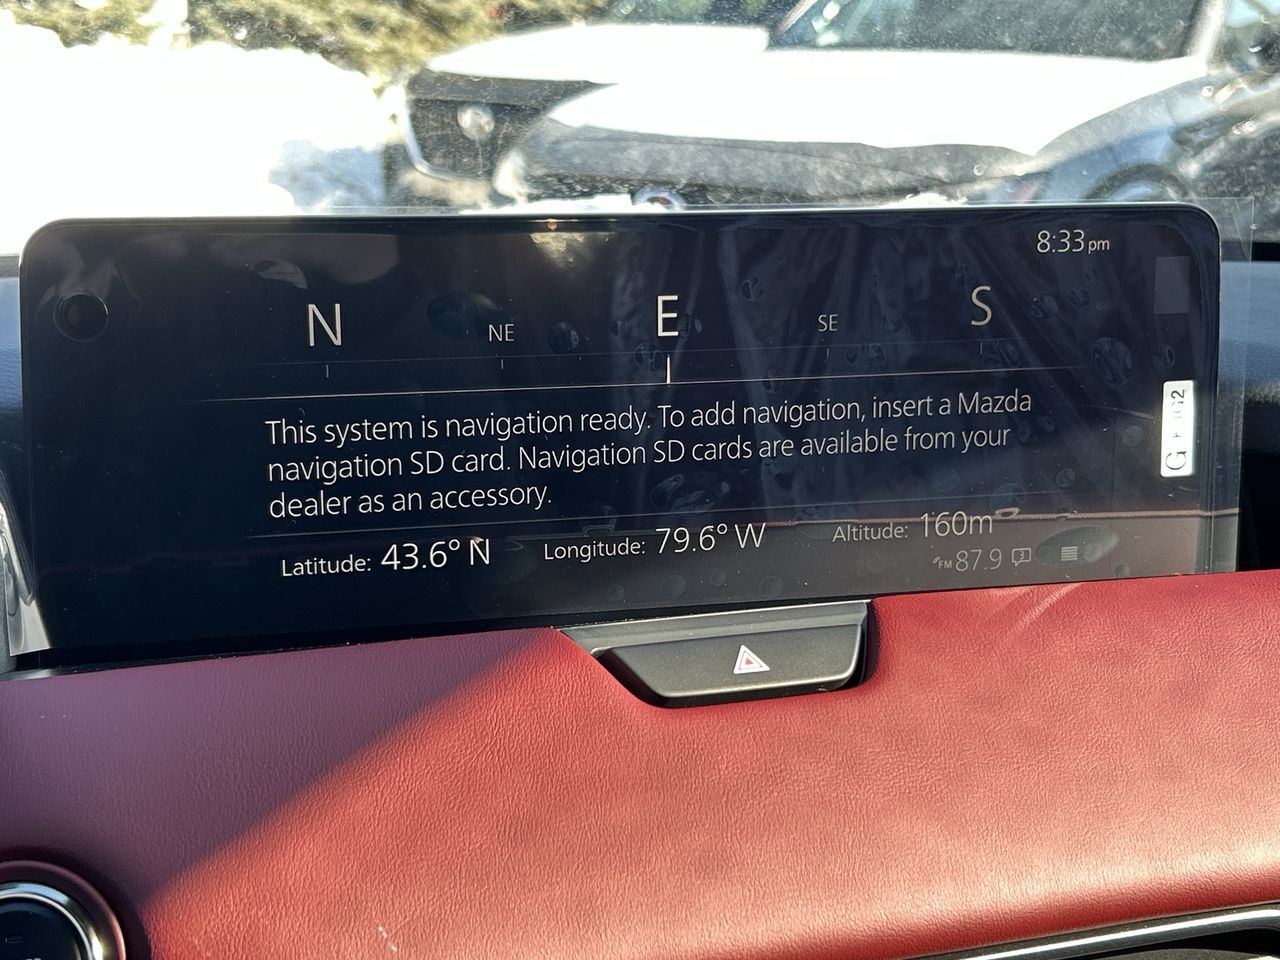 8:33 pm
N NE E SE S
This system is navigation ready. To add navigation, insert a Mazda
navigation SD card. Navigation SD cards are available from your
dealer as an accessory.
Latitude: 43.6° N Longitude: 79.6° W Altitude: 160m
FM 87.9